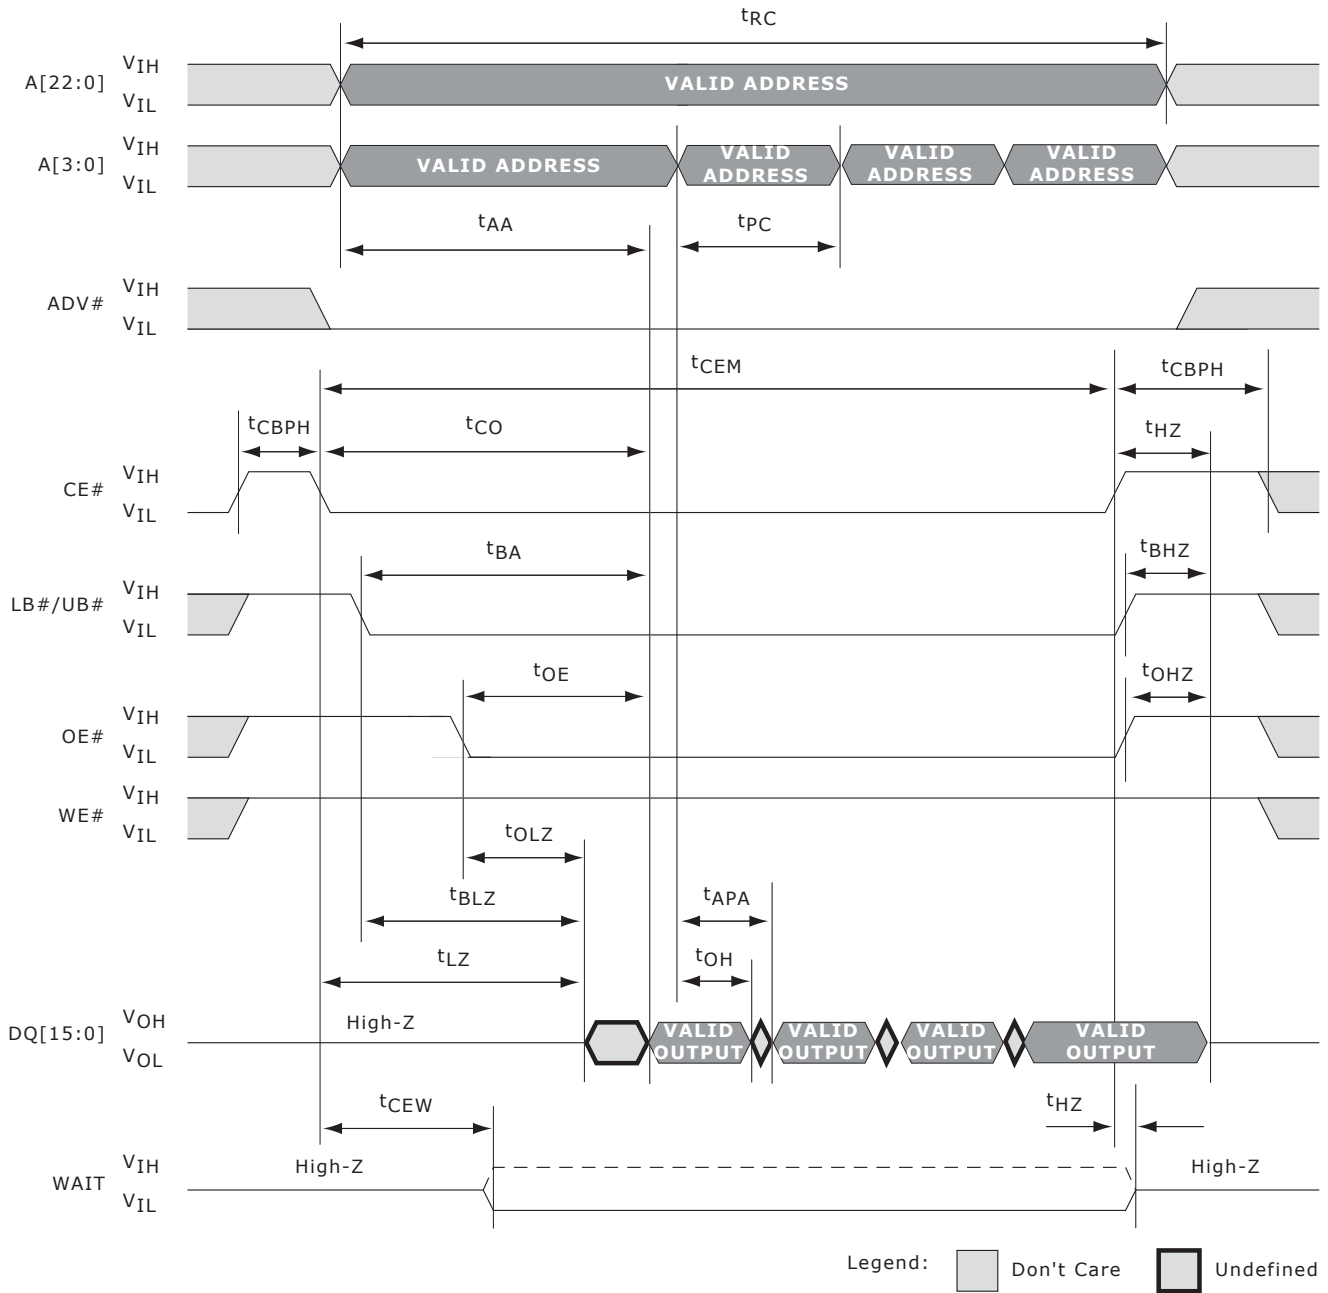 tRC
A[22:0] VIH VIL VALID ADDRESS
A[3:0] VIH VIL VALID ADDRESS VALID ADDRESS VALID ADDRESS VALID ADDRESS
tAA tPC
ADV# VIH VIL
tCEM tCBPH
tCBPH tCO tHZ
CE# VIH VIL
tBA tBHZ
LB#/UB# VIH VIL
tOE tOHZ
OE# VIH VIL
WE# VIH VIL
tOLZ
tBLZ tAPA
tLZ tOH
DQ[15:0] VOH VOL High-Z VALID OUTPUT VALID OUTPUT VALID OUTPUT VALID OUTPUT
tCEW tHZ
WAIT VIH VIL High-Z High-Z
Legend: Don't Care Undefined